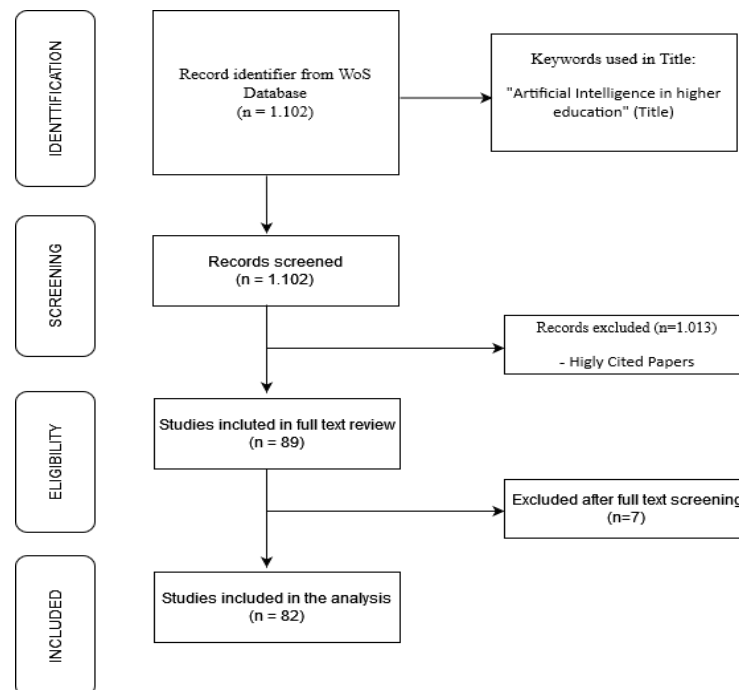 IDENTTIFICATION
Record identifier from WoS
Database
(n = 1.102)
Keywords used in Title:
"Artificial Intelligence in higher
education" (Title)
SCREENING
Records screened
(n = 1.102)
Records excluded (n=1.013)
- Higly Cited Papers
ELIGIBILITY
Studies incluted in full text review
(n = 89)
Excluded after full text screening
(n=7)
INCLUDED
Studies included in the analysis
(n = 82)